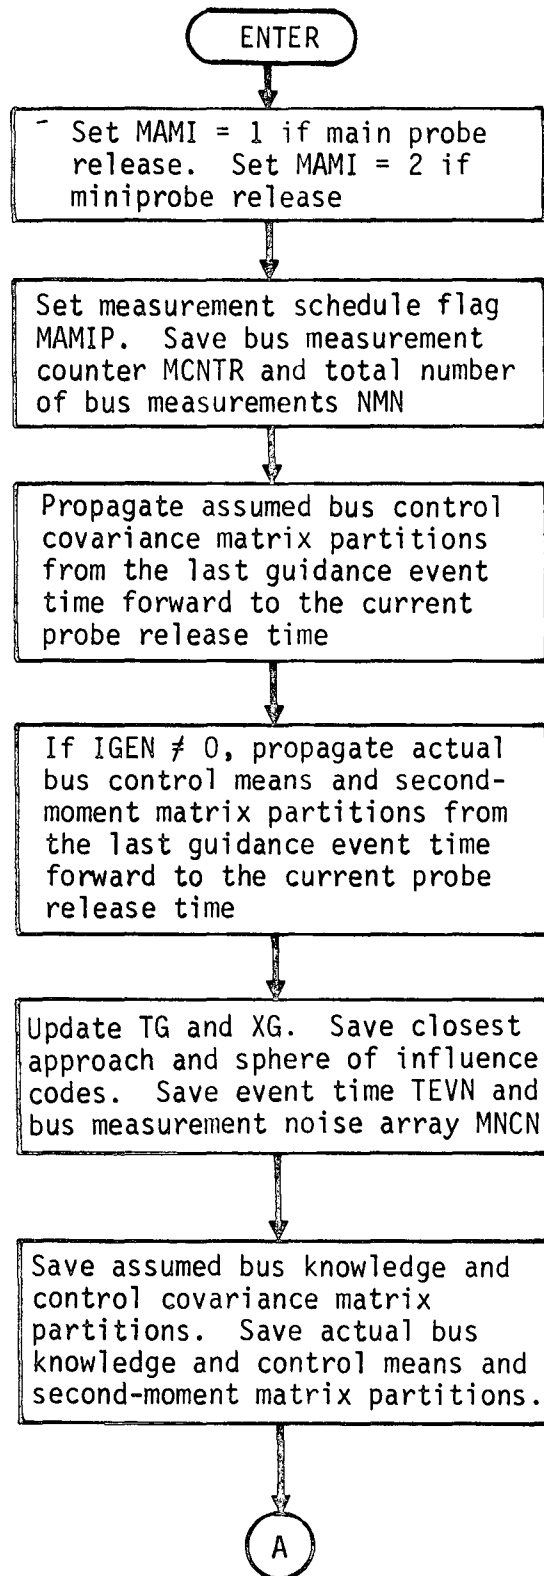 ENTER
Set MAMI = 1 if main probe
release. Set MAMI = 2 if
miniprobe release
Set measurement schedule flag
MAMIP. Save bus measurement
counter MCNTR and total number
of bus measurements NMN
Propagate assumed bus control
covariance matrix partitions
from the last guidance event
time forward to the current
probe release time
If IGEN ≠ 0, propagate actual
bus control means and second-
moment matrix partitions from
the last guidance event time
forward to the current probe
release time
Update TG and XG. Save closest
approach and sphere of influence
codes. Save event time TEVN and
bus measurement noise array MNCN
Save assumed bus knowledge and
control covariance matrix
partitions. Save actual bus
knowledge and control means and
second-moment matrix partitions.
A